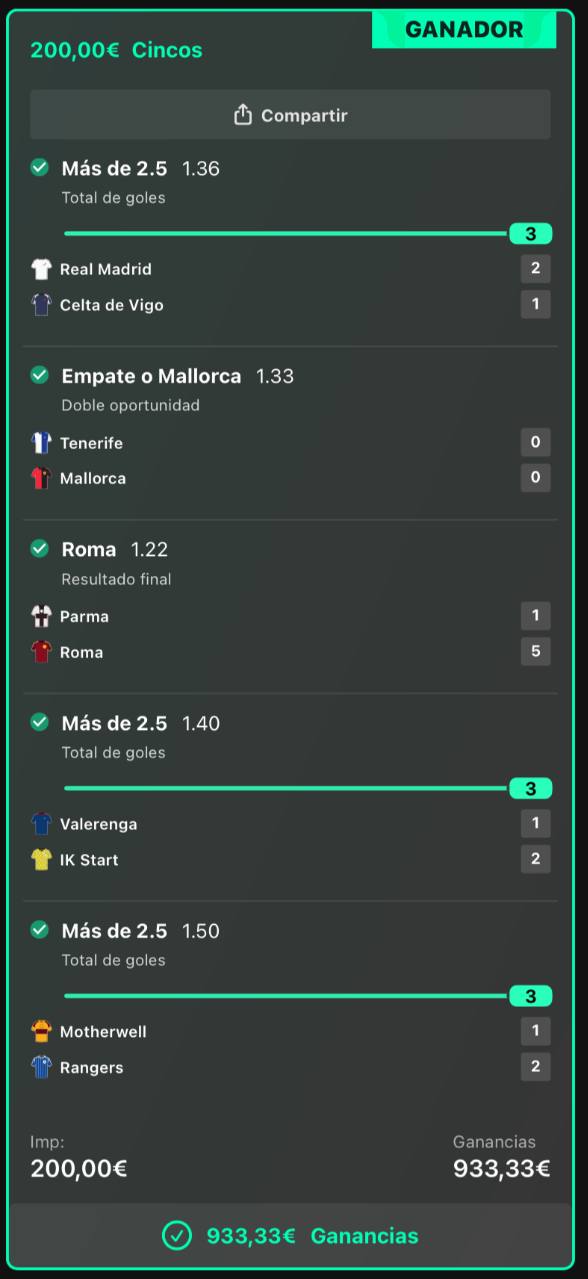 GANADOR
200,00€ Cincos
Compartir
Más de 2.5 1.36
Total de goles
3
Real Madrid 2
Celta de Vigo 1
Empate o Mallorca 1.33
Doble oportunidad
Tenerife 0
Mallorca 0
Roma 1.22
Resultado final
Parma 1
Roma 5
Más de 2.5 1.40
Total de goles
3
Valerenga 1
IK Start 2
Más de 2.5 1.50
Total de goles
3
Motherwell 1
Rangers 2
Imp: Ganancias
200,00€ 933,33€
933,33€ Ganancias